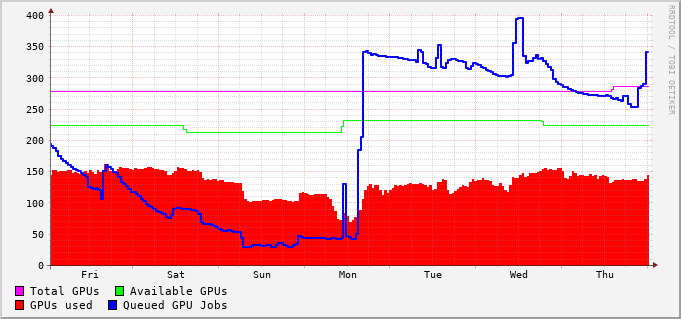 400
350
300
250
200
150
100
50
0
Fri Sat Sun Mon Tue Wed Thu
Total GPUs Available GPUs
GPUs used Queued GPU Jobs
RRDTOOL / TOBI OETIKER